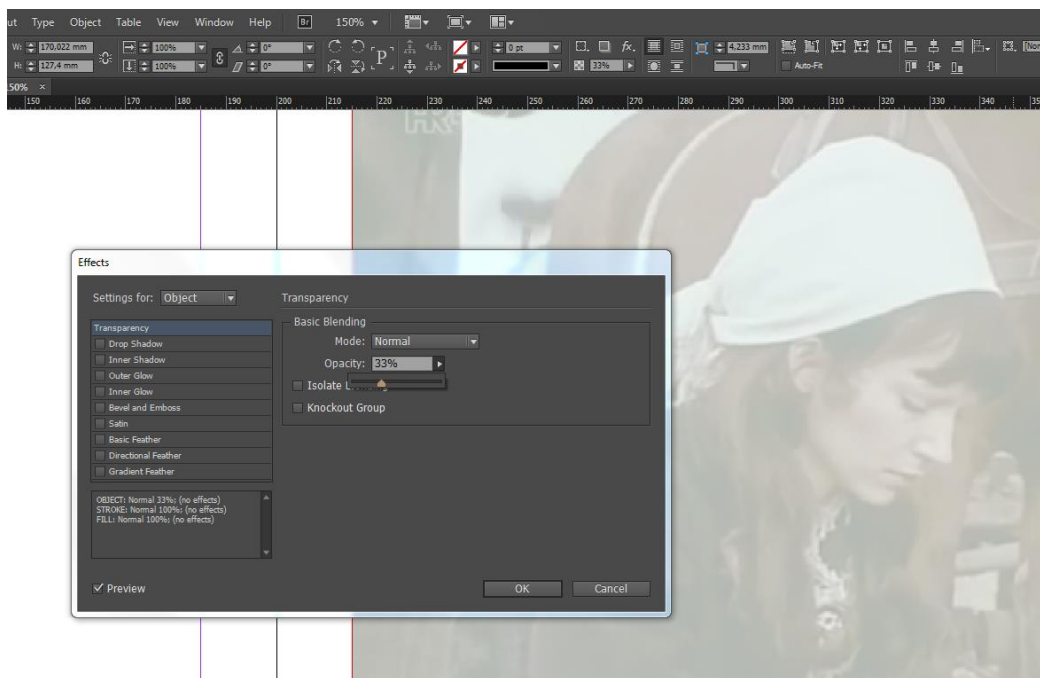 ut Type Object Table View Window Help Br 150%
W: 170,022 mm 100% 0° P 0 pt fx. 4,233 mm
H: 127,4 mm 100% 0° 33% Auto-Fit
50% ×
150 160 170 180 190 200 210 220 230 240 250 260 270 280 290 300 310 320 330 340 35
Effects
Settings for: Object
Transparency
Drop Shadow
Inner Shadow
Outer Glow
Inner Glow
Bevel and Emboss
Satin
Basic Feather
Directional Feather
Gradient Feather
OBJECT: Normal 33%; (no effects)
STROKE: Normal 100%; (no effects)
FILL: Normal 100%; (no effects)
Preview
Transparency
Basic Blending
Mode: Normal
Opacity: 33%
Isolate
Knockout Group
OK Cancel